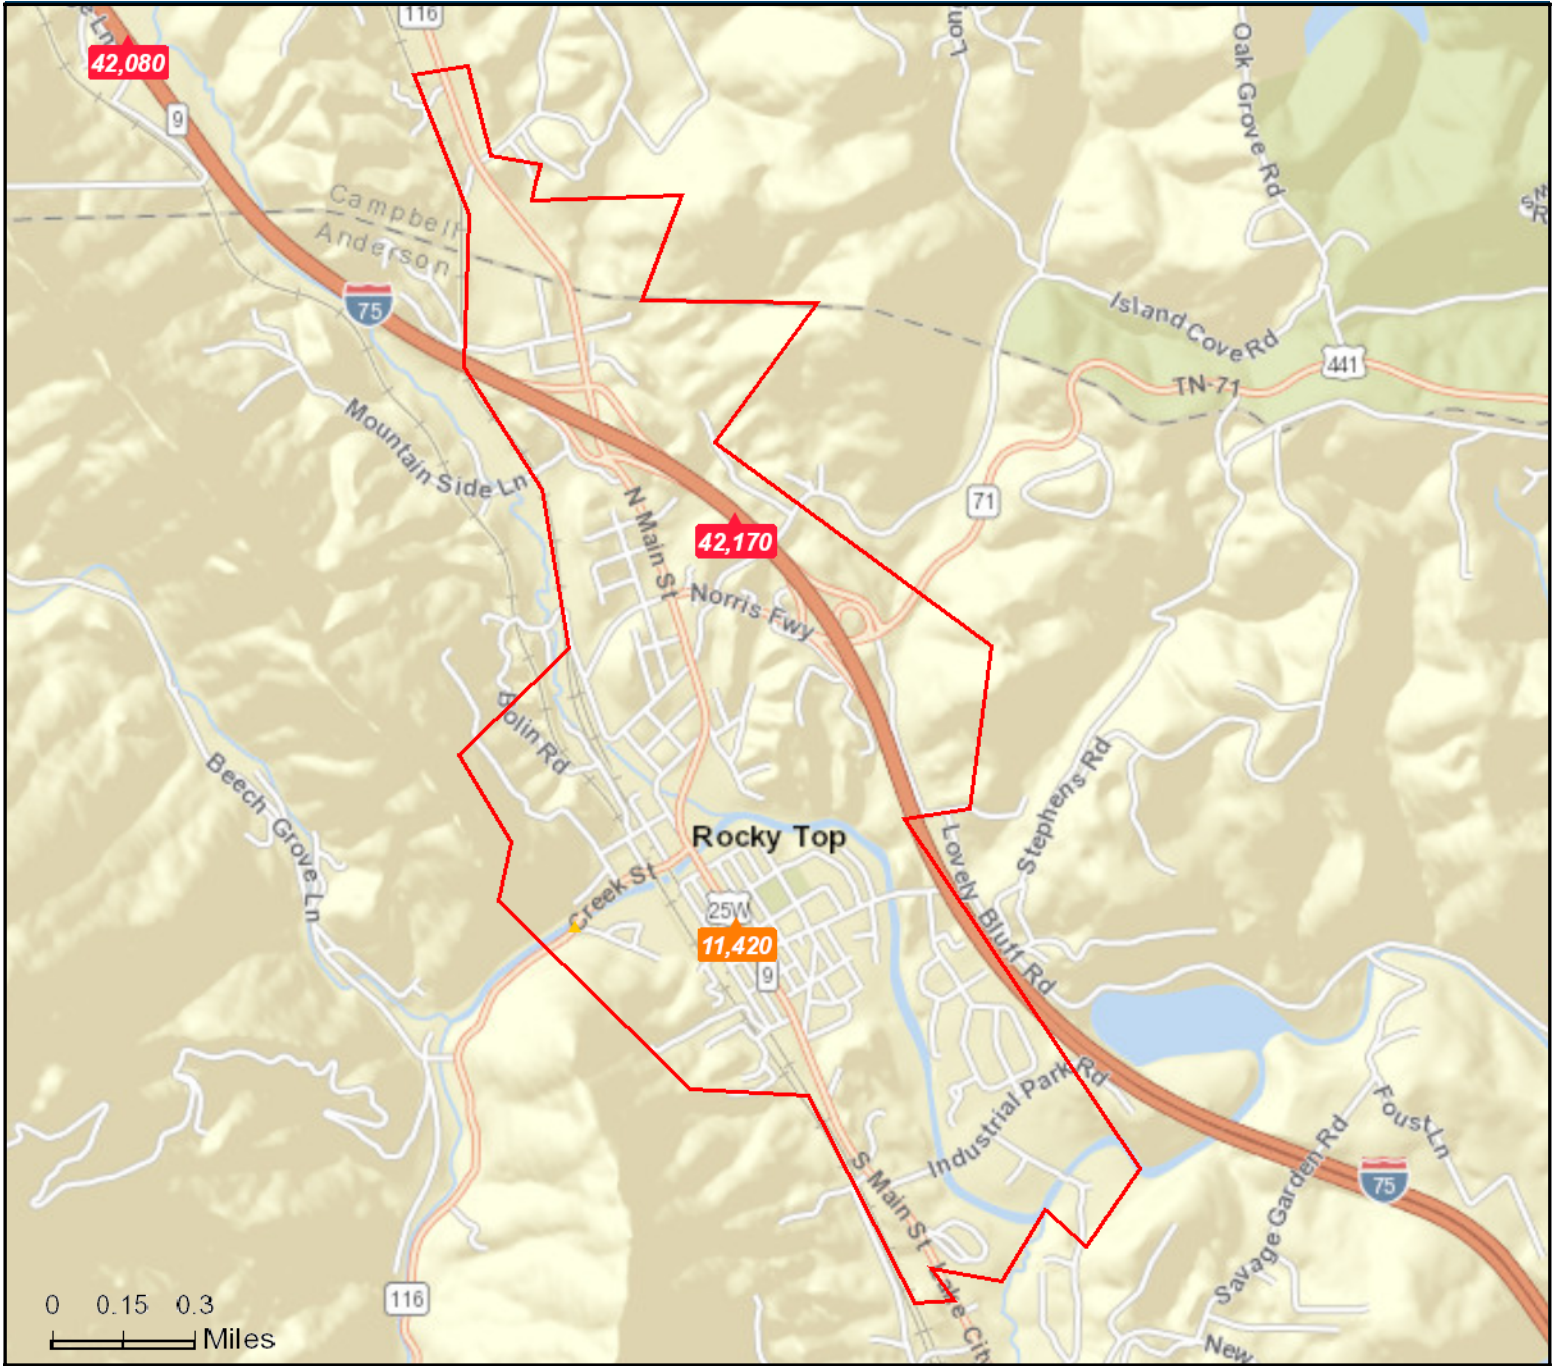 116
42,080
9
Oak Grove Rd
Campbell
Anderson
75
Island Cove Rd
441
TN-71
Mountain Side Ln
71
N Main St
42,170
Norris Fwy
Bolin Rd
Beech Grove Ln
Stephens Rd
Rocky Top
Lovely Bluff Rd
Creek St
25W
11,420
9
Industrial Park Rd
Foust Ln
S Main St
75
Savage Garden Rd
Lake City
116
New
0 0.15 0.3
Miles